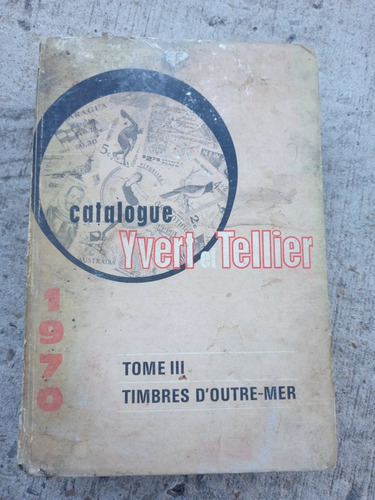 catalogue
Yvert et Tellier
1970
TOME III
TIMBRES D'OUTRE-MER